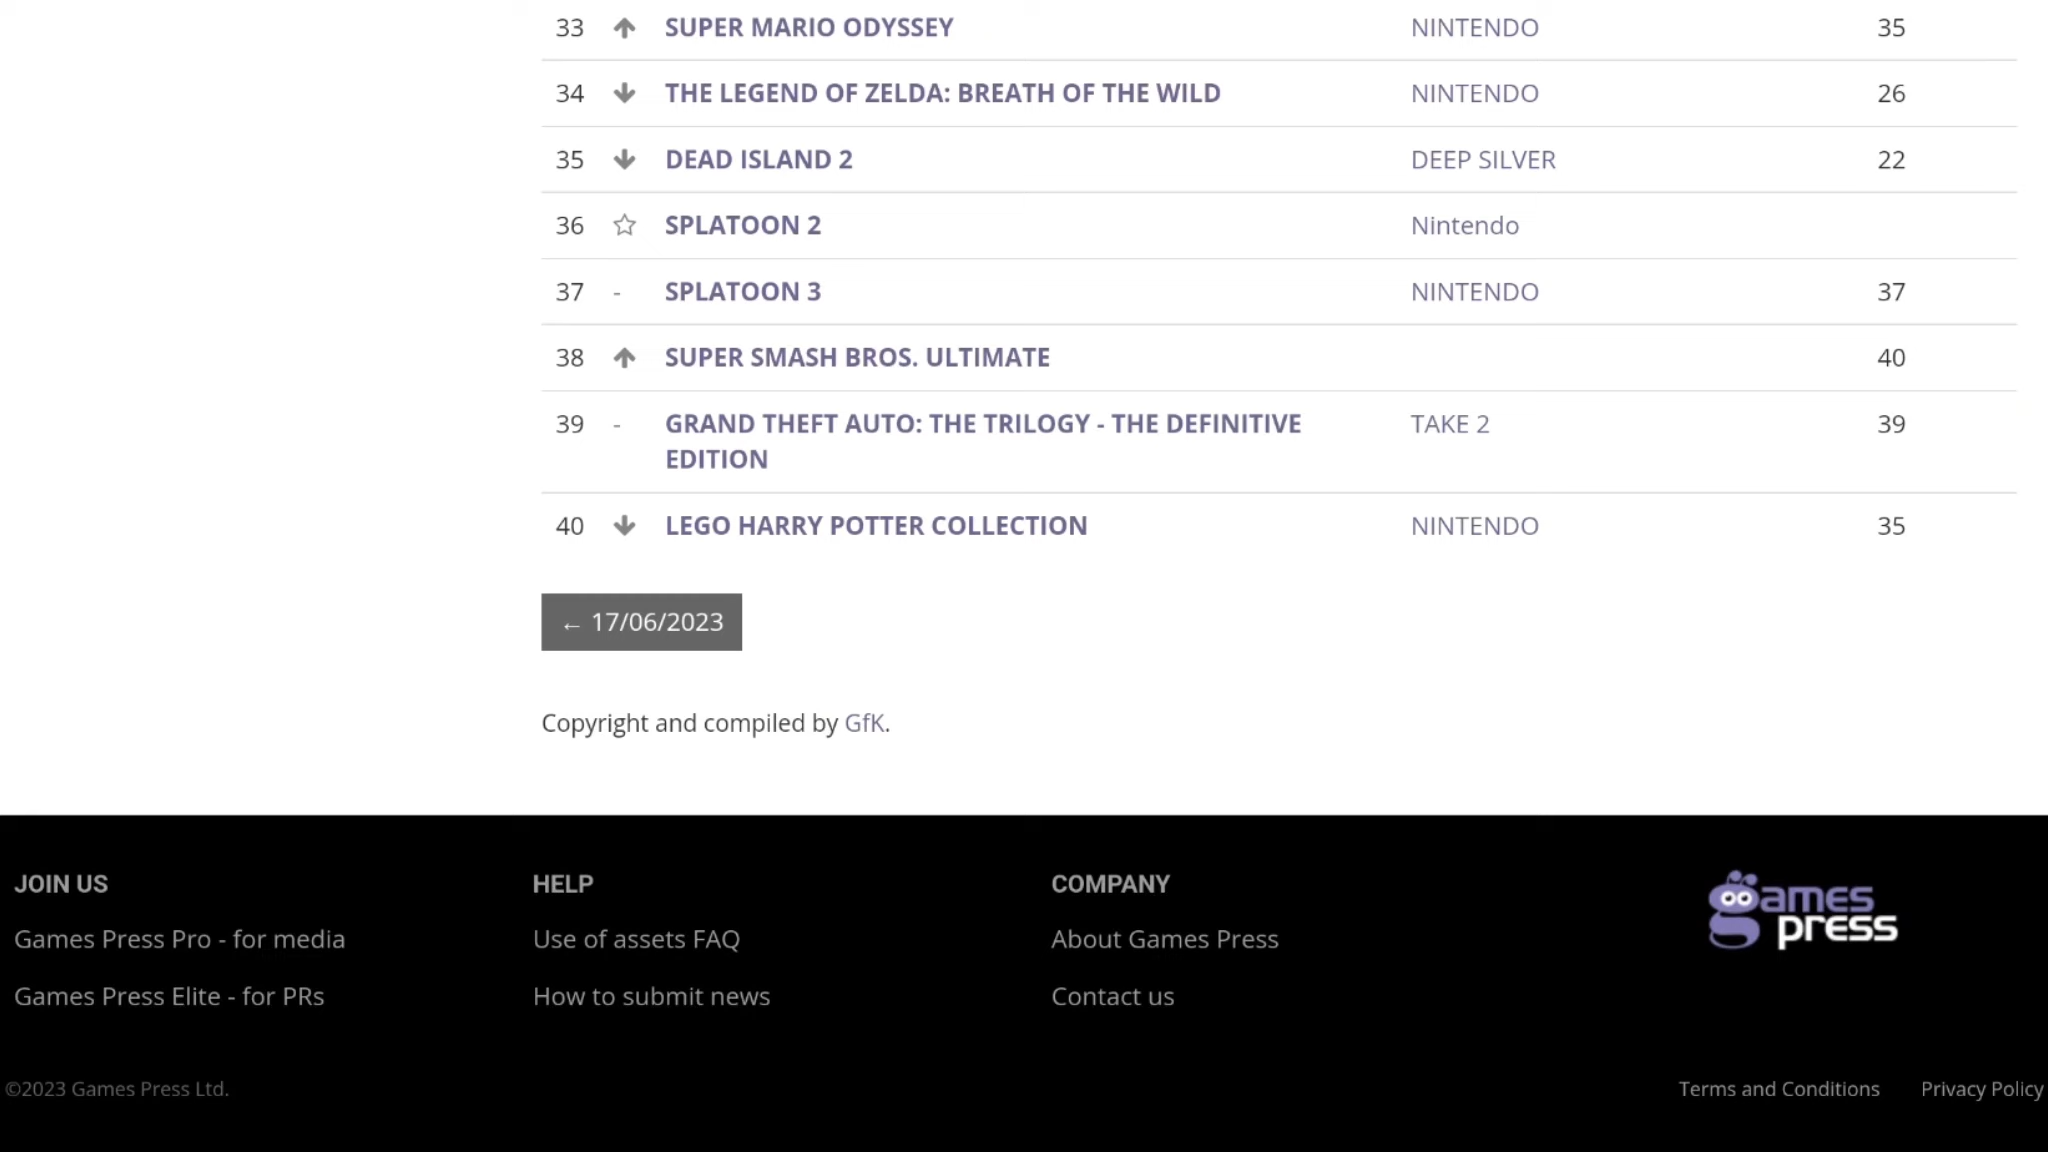 33 ↑ SUPER MARIO ODYSSEY NINTENDO 35
34 ↓ THE LEGEND OF ZELDA: BREATH OF THE WILD NINTENDO 26
35 ↓ DEAD ISLAND 2 DEEP SILVER 22
36 ☆ SPLATOON 2 Nintendo
37 - SPLATOON 3 NINTENDO 37
38 ↑ SUPER SMASH BROS. ULTIMATE 40
39 - GRAND THEFT AUTO: THE TRILOGY - THE DEFINITIVE TAKE 2 39
EDITION
40 ↓ LEGO HARRY POTTER COLLECTION NINTENDO 35
← 17/06/2023
Copyright and compiled by GfK.
JOIN US HELP COMPANY
games
press
Games Press Pro - for media Use of assets FAQ About Games Press
Games Press Elite - for PRs How to submit news Contact us
©2023 Games Press Ltd. Terms and Conditions Privacy Policy